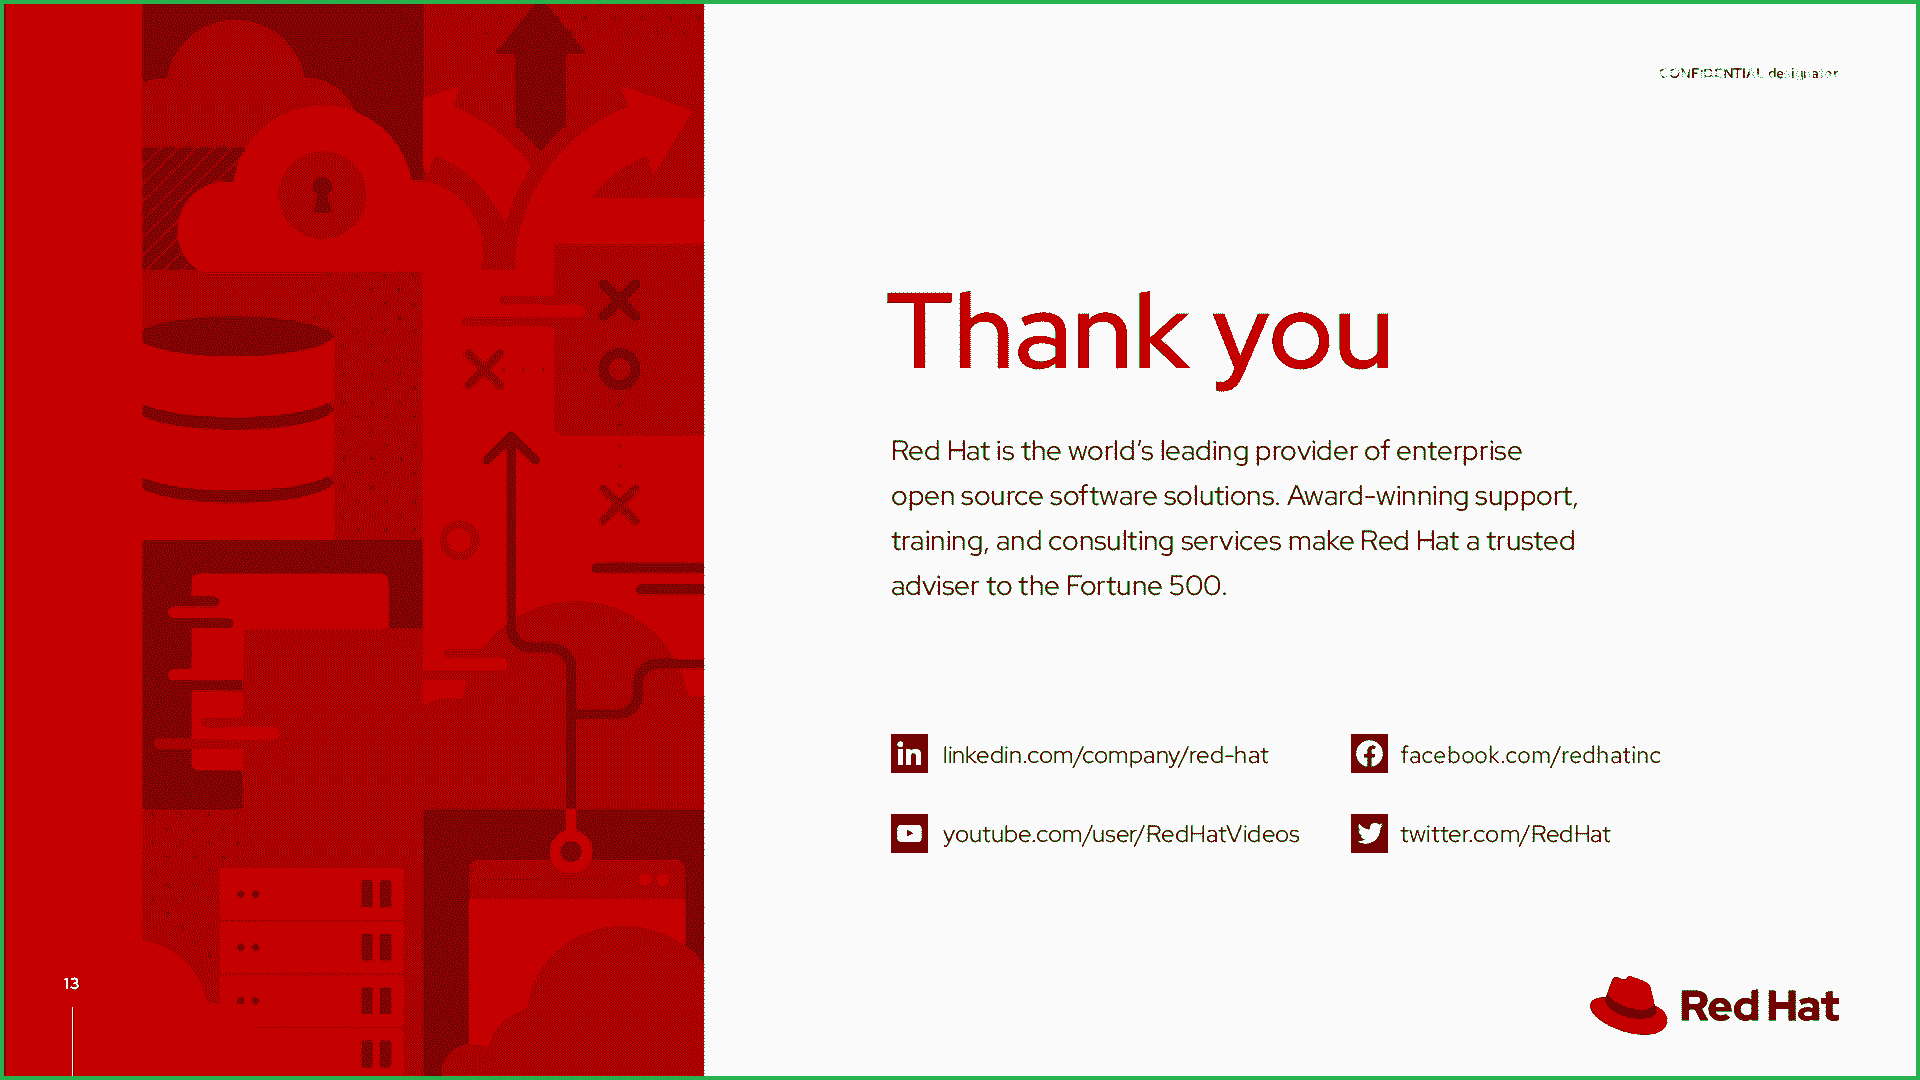 CONFIDENTIAL designator
Thank you
Red Hat is the world’s leading provider of enterprise
open source software solutions. Award-winning support,
training, and consulting services make Red Hat a trusted
adviser to the Fortune 500.
linkedin.com/company/red-hat
facebook.com/redhatinc
youtube.com/user/RedHatVideos
twitter.com/RedHat
13
Red Hat